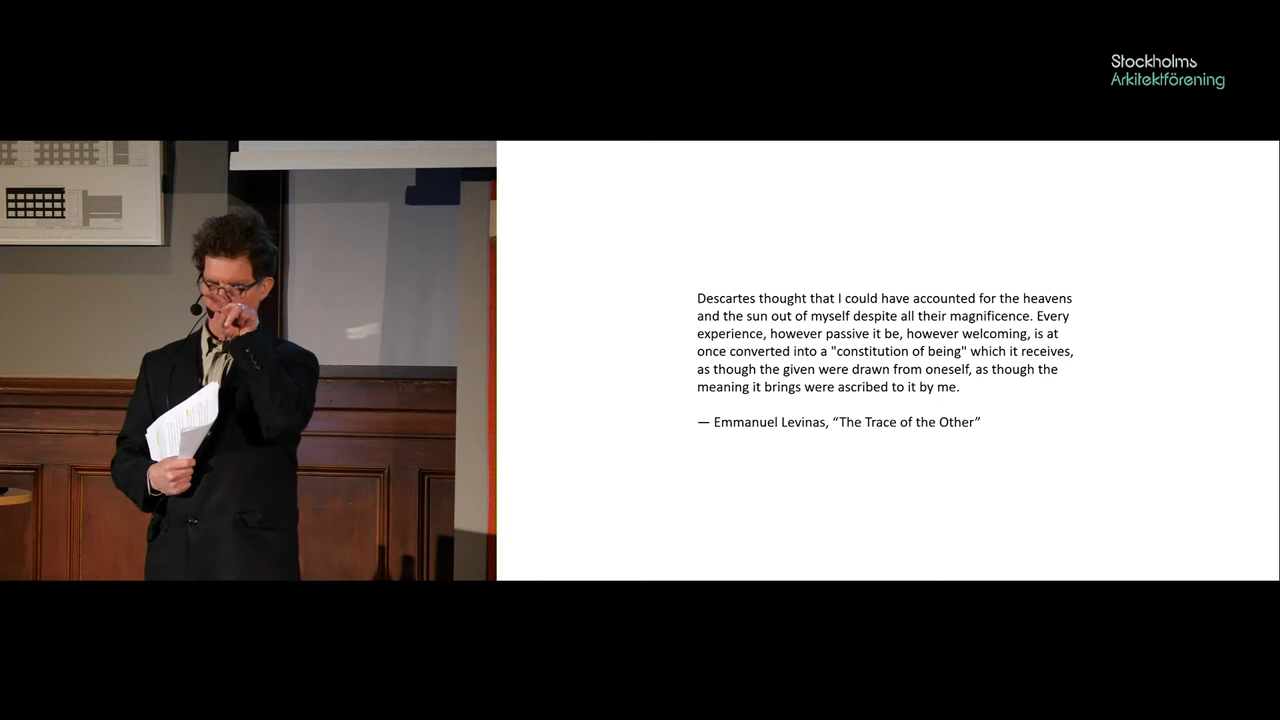 Stockholms
Arkitektförening
Descartes thought that I could have accounted for the heavens
and the sun out of myself despite all their magnificence. Every
experience, however passive it be, however welcoming, is at
once converted into a "constitution of being" which it receives,
as though the given were drawn from oneself, as though the
meaning it brings were ascribed to it by me.
— Emmanuel Levinas, “The Trace of the Other”